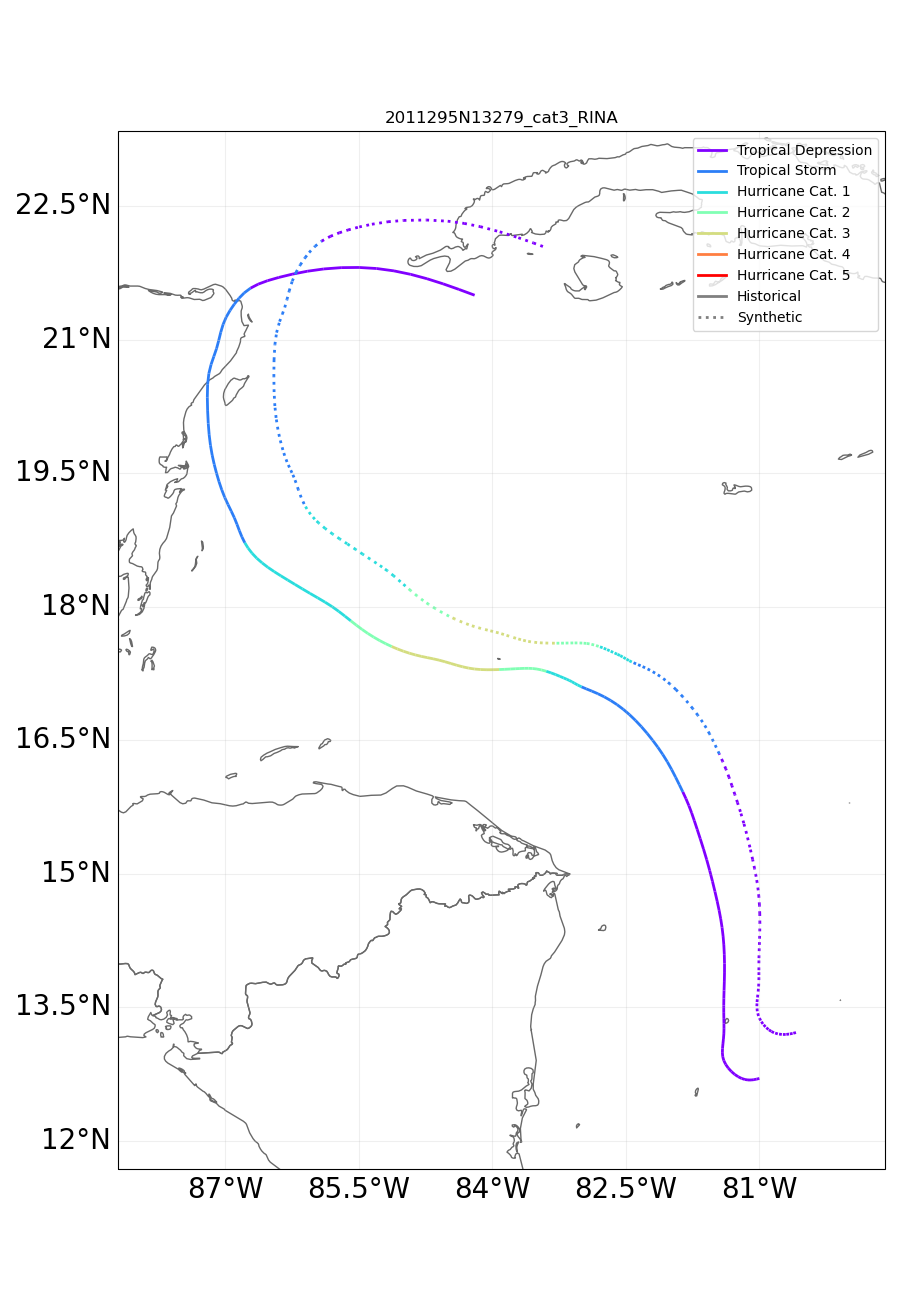 2011295N13279_cat3_RINA
Tropical Depression
Tropical Storm
Hurricane Cat. 1
Hurricane Cat. 2
Hurricane Cat. 3
Hurricane Cat. 4
Hurricane Cat. 5
Historical
Synthetic
22.5°N
21°N
19.5°N
18°N
16.5°N
15°N
13.5°N
12°N
87°W 85.5°W 84°W 82.5°W 81°W